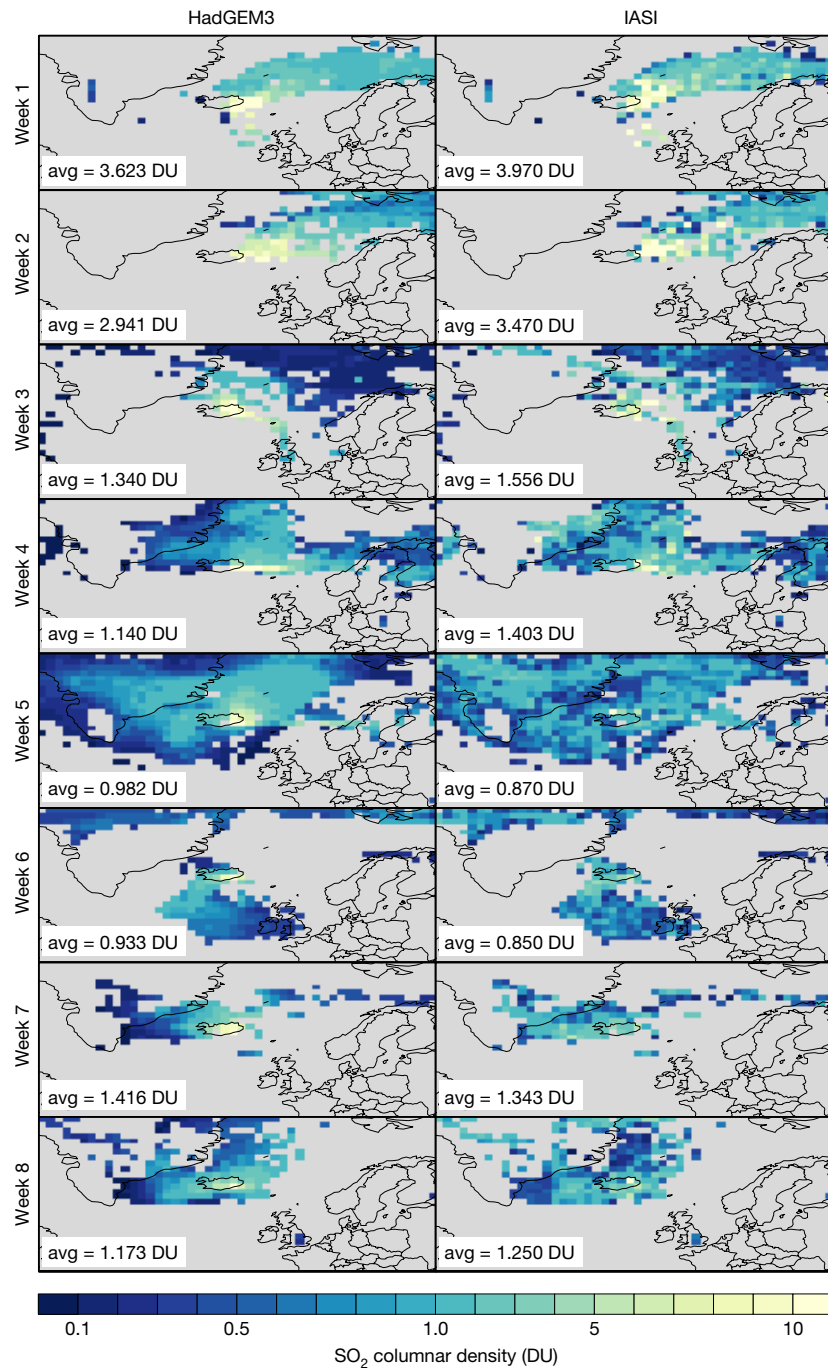 HadGEM3 IASI
Week 1
avg = 3.623 DU avg = 3.970 DU
Week 2
avg = 2.941 DU avg = 3.470 DU
Week 3
avg = 1.340 DU avg = 1.556 DU
Week 4
avg = 1.140 DU avg = 1.403 DU
Week 5
avg = 0.982 DU avg = 0.870 DU
Week 6
avg = 0.933 DU avg = 0.850 DU
Week 7
avg = 1.416 DU avg = 1.343 DU
Week 8
avg = 1.173 DU avg = 1.250 DU
0.1 0.5 1.0 5 10
SO₂ columnar density (DU)